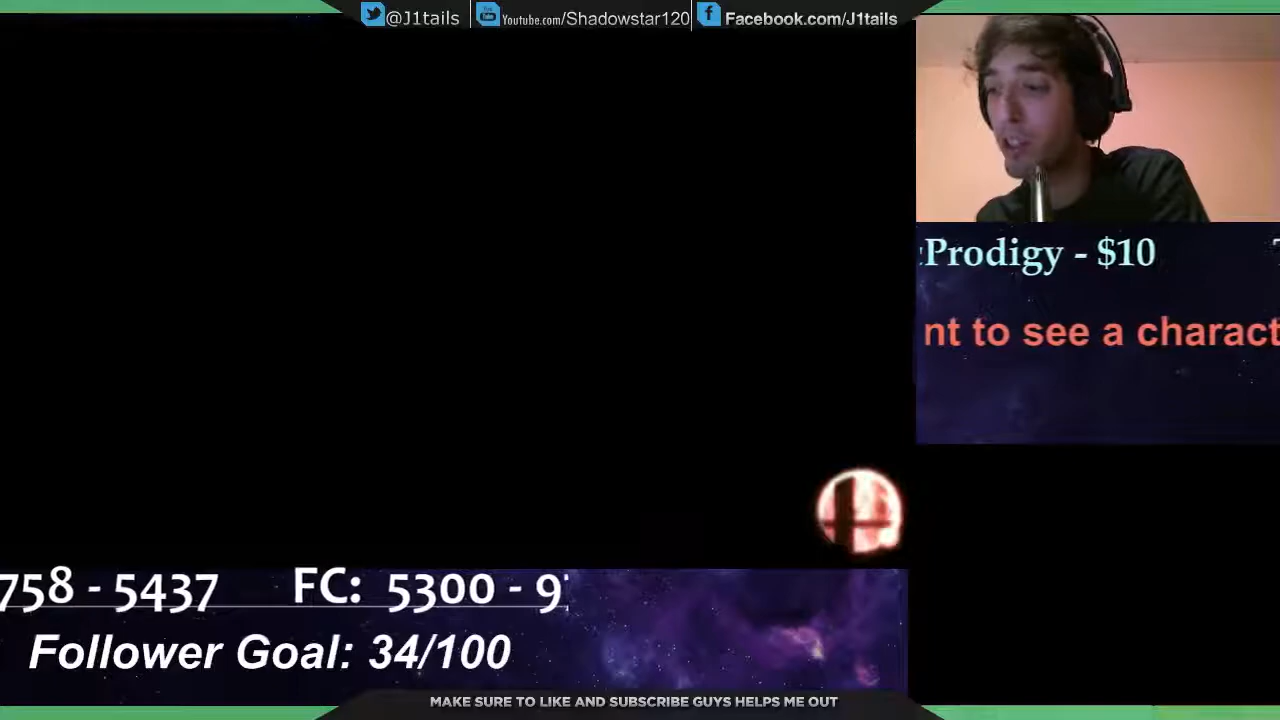 @J1tails
Youtube.com/Shadowstar120
Facebook.com/J1tails
Prodigy - $10
nt to see a charact
758 - 5437 FC: 5300 - 9
Follower Goal: 34/100
MAKE SURE TO LIKE AND SUBSCRIBE GUYS HELPS ME OUT